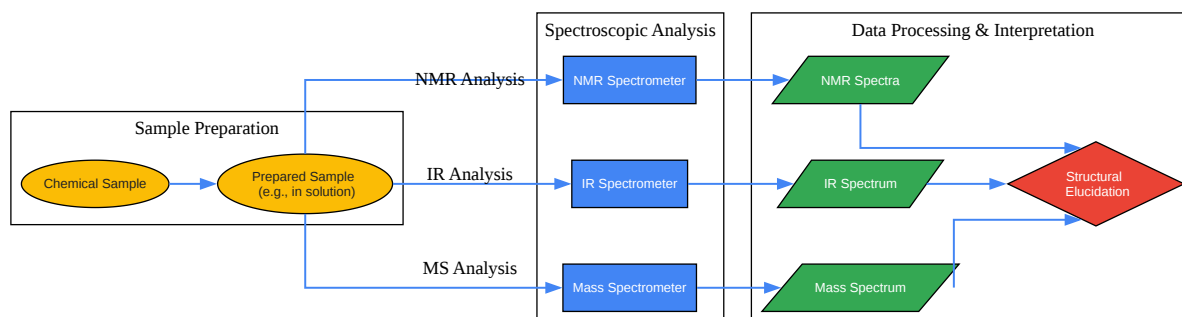 Spectroscopic Analysis
Data Processing & Interpretation
NMR Analysis
NMR Spectrometer
NMR Spectra
Sample Preparation
Chemical Sample
Prepared Sample
(e.g., in solution)
IR Analysis
IR Spectrometer
IR Spectrum
Structural
Elucidation
MS Analysis
Mass Spectrometer
Mass Spectrum